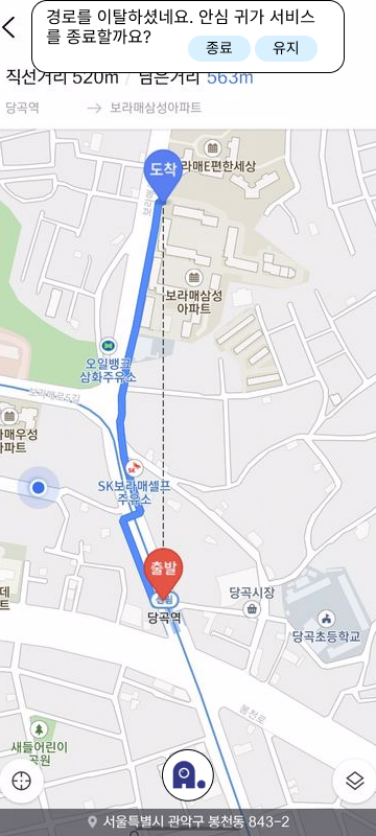 경로를 이탈하셨네요. 안심 귀가 서비스
를 종료할까요?
종료
유지
직선거리 520m / 남은거리 563m
당곡역 → 보라매삼성아파트
도착
라매E편한세상
보라매삼성
아파트
오일뱅크
삼화주유소
매우성
파트
SK보라매셀프
주유소
출발
당곡역
당곡시장
당곡초등학교
데
트
봉천로
새들어린이
공원
서울특별시 관악구 봉천동 843-2